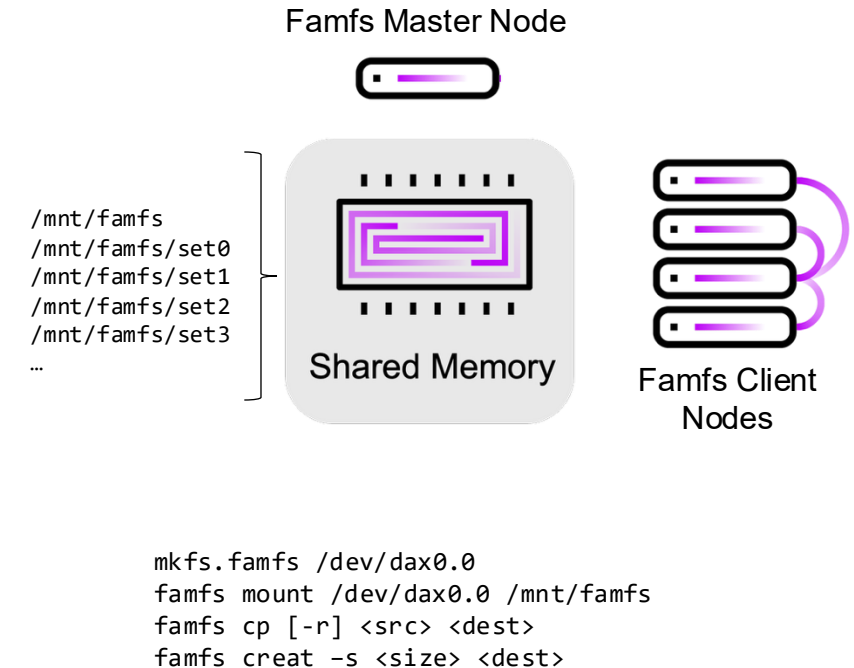 Famfs Master Node
/mnt/famfs
/mnt/famfs/set0
/mnt/famfs/set1
/mnt/famfs/set2
/mnt/famfs/set3
…
Shared Memory
Famfs Client
Nodes
mkfs.famfs /dev/dax0.0
famfs mount /dev/dax0.0 /mnt/famfs
famfs cp [-r] <src> <dest>
famfs creat –s <size> <dest>